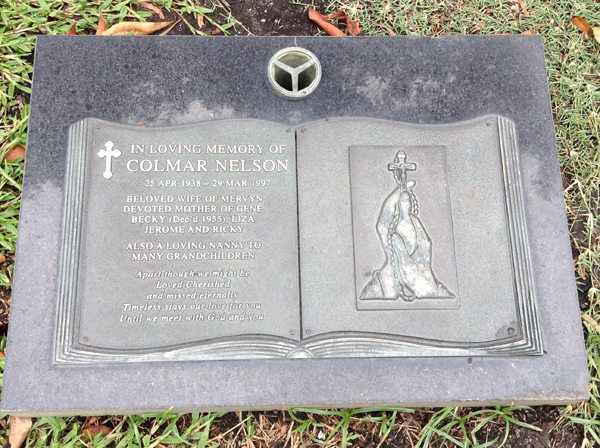 IN LOVING MEMORY OF
COLMAR NELSON
25 APR 1938 - 29 MAR 1997
BELOVED WIFE OF MERVYN
DEVOTED MOTHER OF GENE,
BECKY (Dec'd 1955), LIZA,
JEROME AND RICKY
ALSO A LOVING NANNY TO
MANY GRANDCHILDREN
Apart though we might be
Loved Cherished
and missed eternally
Timeless stays our love for you
Until we meet with God and you